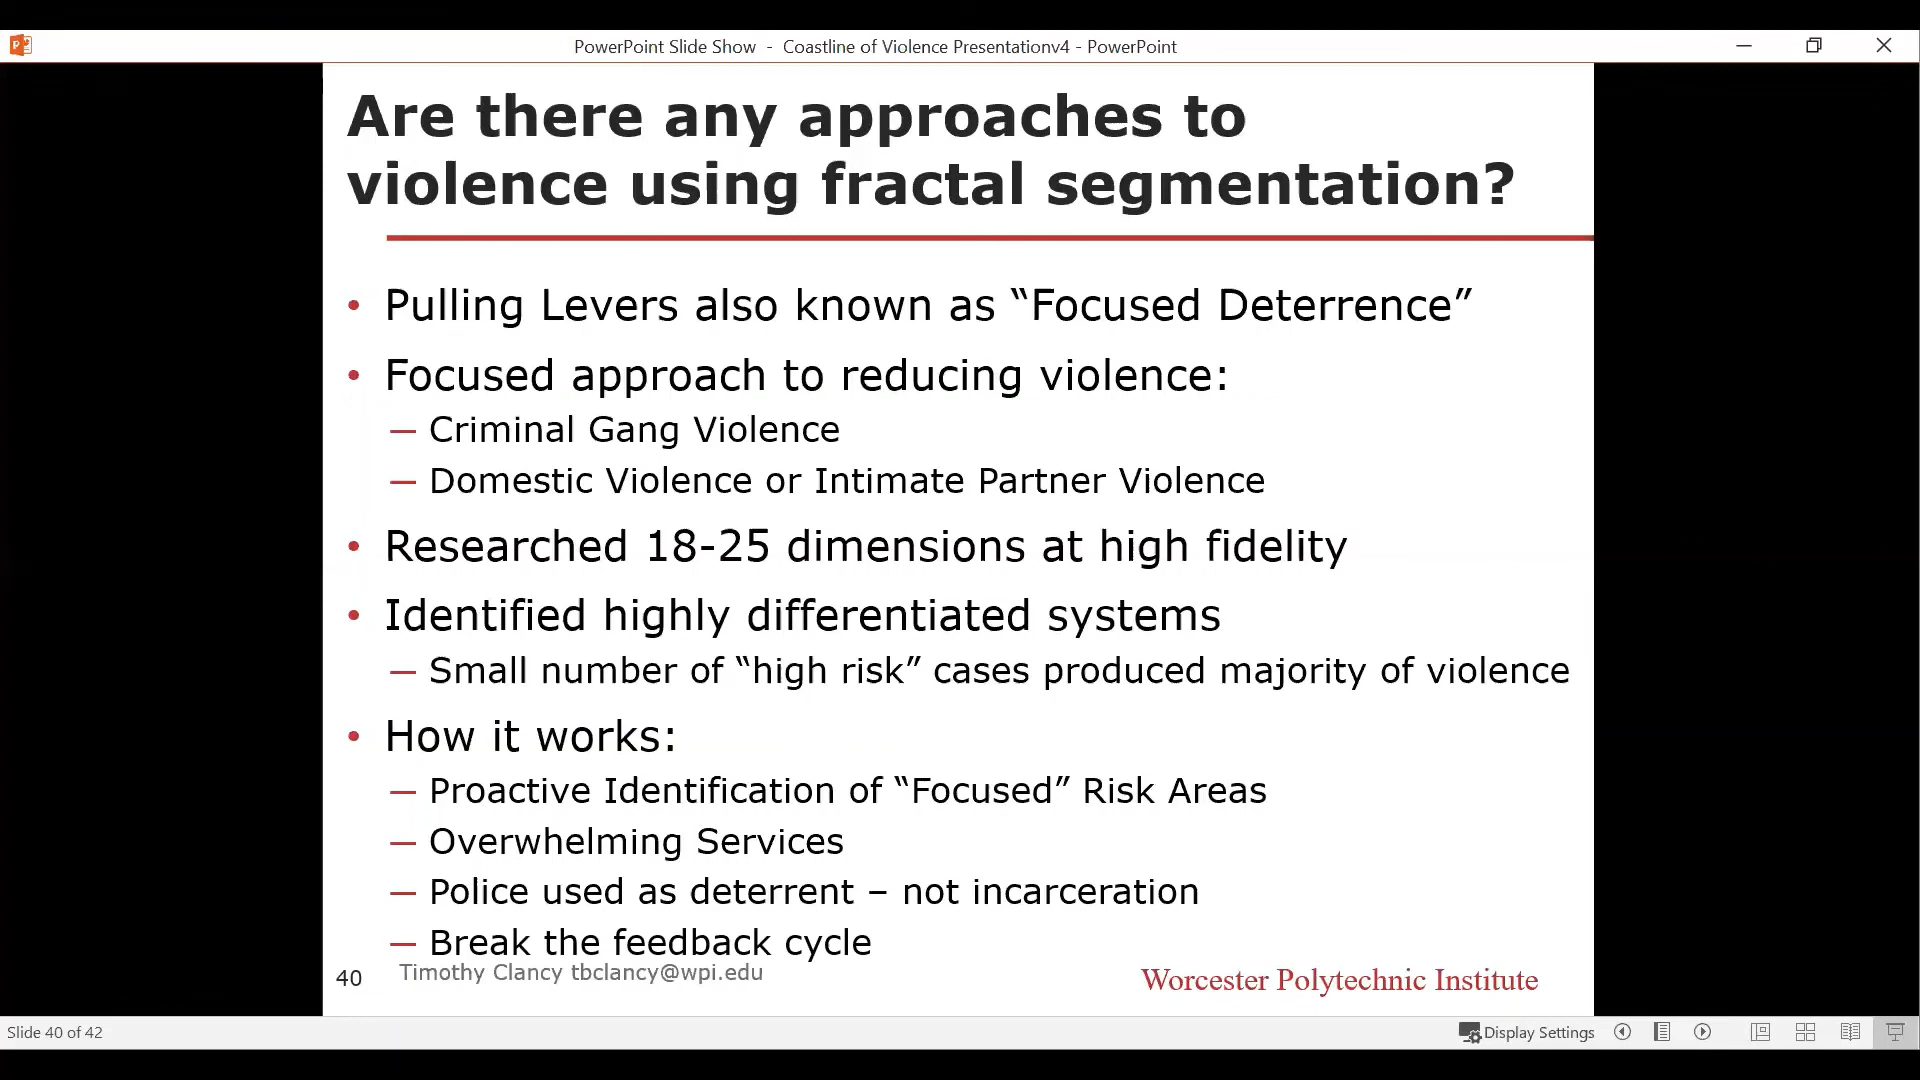 PowerPoint Slide Show - Coastline of Violence Presentationv4 - PowerPoint
Are there any approaches to
violence using fractal segmentation?
• Pulling Levers also known as “Focused Deterrence”
• Focused approach to reducing violence:
— Criminal Gang Violence
— Domestic Violence or Intimate Partner Violence
• Researched 18-25 dimensions at high fidelity
• Identified highly differentiated systems
— Small number of “high risk” cases produced majority of violence
• How it works:
— Proactive Identification of “Focused” Risk Areas
— Overwhelming Services
— Police used as deterrent – not incarceration
— Break the feedback cycle
40 Timothy Clancy tbclancy@wpi.edu Worcester Polytechnic Institute
Slide 40 of 42 Display Settings